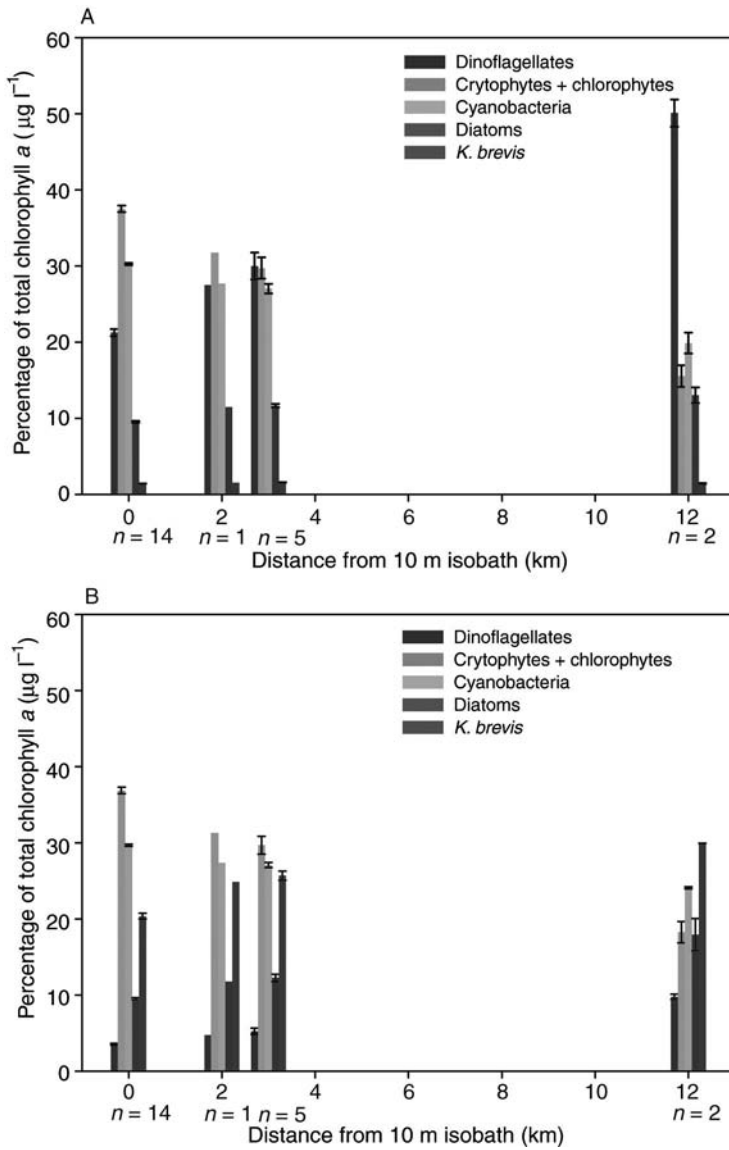 A
Percentage of total chlorophyll a ( µg l⁻¹)
60
50
40
30
20
10
0
Dinoflagellates
Crytophytes + chlorophytes
Cyanobacteria
Diatoms
K. brevis
0 2 4 6 8 10 12
n = 14 n = 1 n = 5 n = 2
Distance from 10 m isobath (km)
B
Percentage of total chlorophyll a (µg l⁻¹)
60
50
40
30
20
10
0
Dinoflagellates
Crytophytes + chlorophytes
Cyanobacteria
Diatoms
K. brevis
0 2 4 6 8 10 12
n = 14 n = 1 n = 5 n = 2
Distance from 10 m isobath (km)